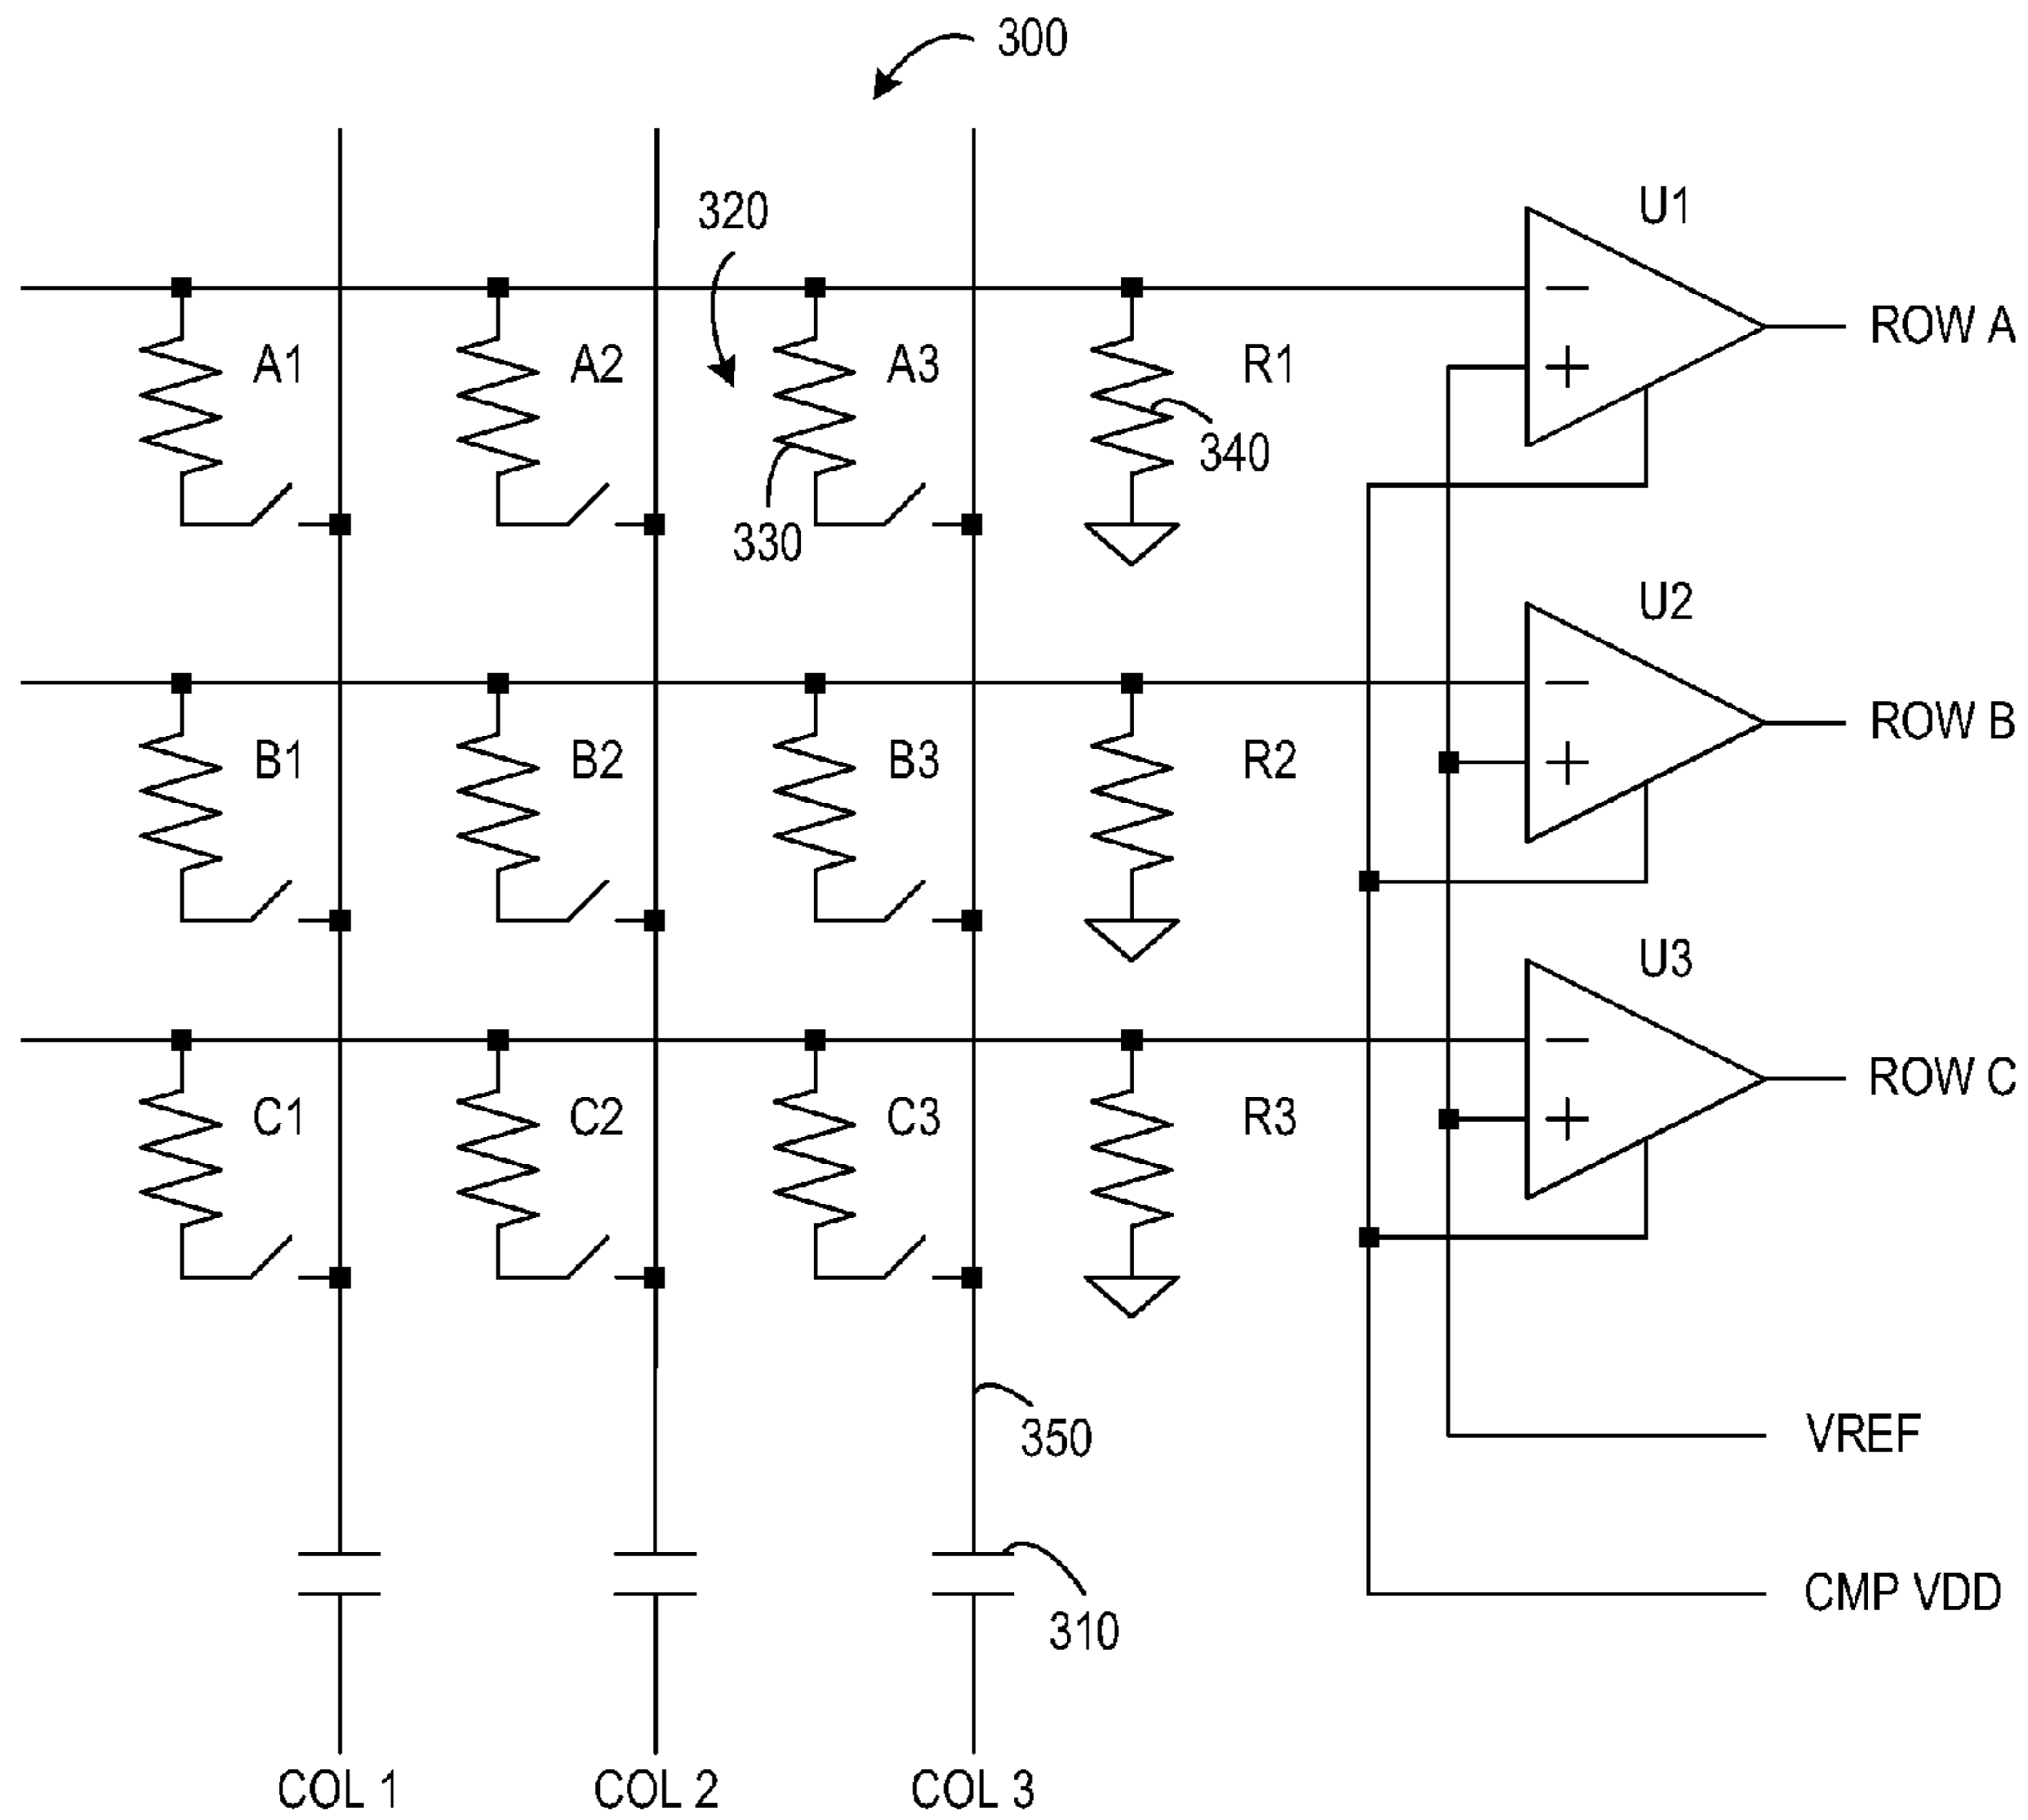 300
U1
320
ROW A
A1 A2 A3 R1
340
330
U2
ROW B
B1 B2 B3 R2
U3
ROW C
C1 C2 C3 R3
350
VREF
CMP VDD
310
COL 1 COL 2 COL 3